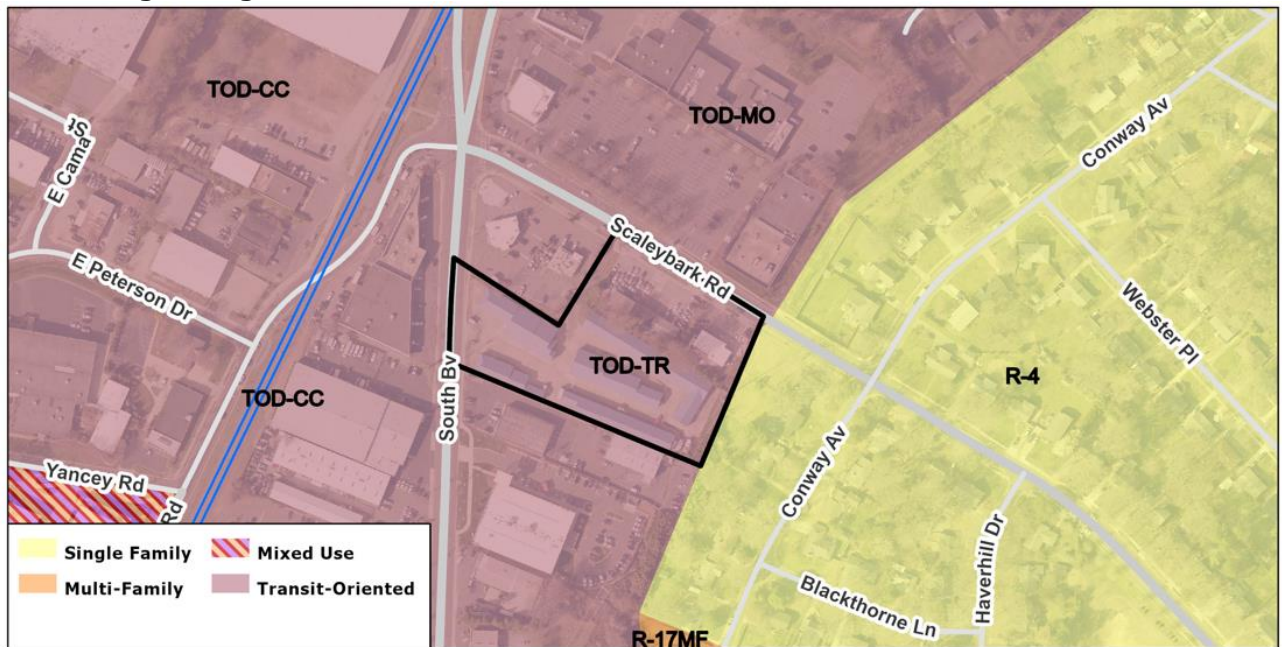 TOD-CC
TOD-MO
Conway Av
E Cama St
Scaleybark Rd
E Peterson Dr
Webster Pl
TOD-TR
R-4
TOD-CC
South Bv
Conway Av
Yancey Rd
Rd
Haverhill Dr
Blackthorne Ln
R-17MF
Single Family
Mixed Use
Multi-Family
Transit-Oriented